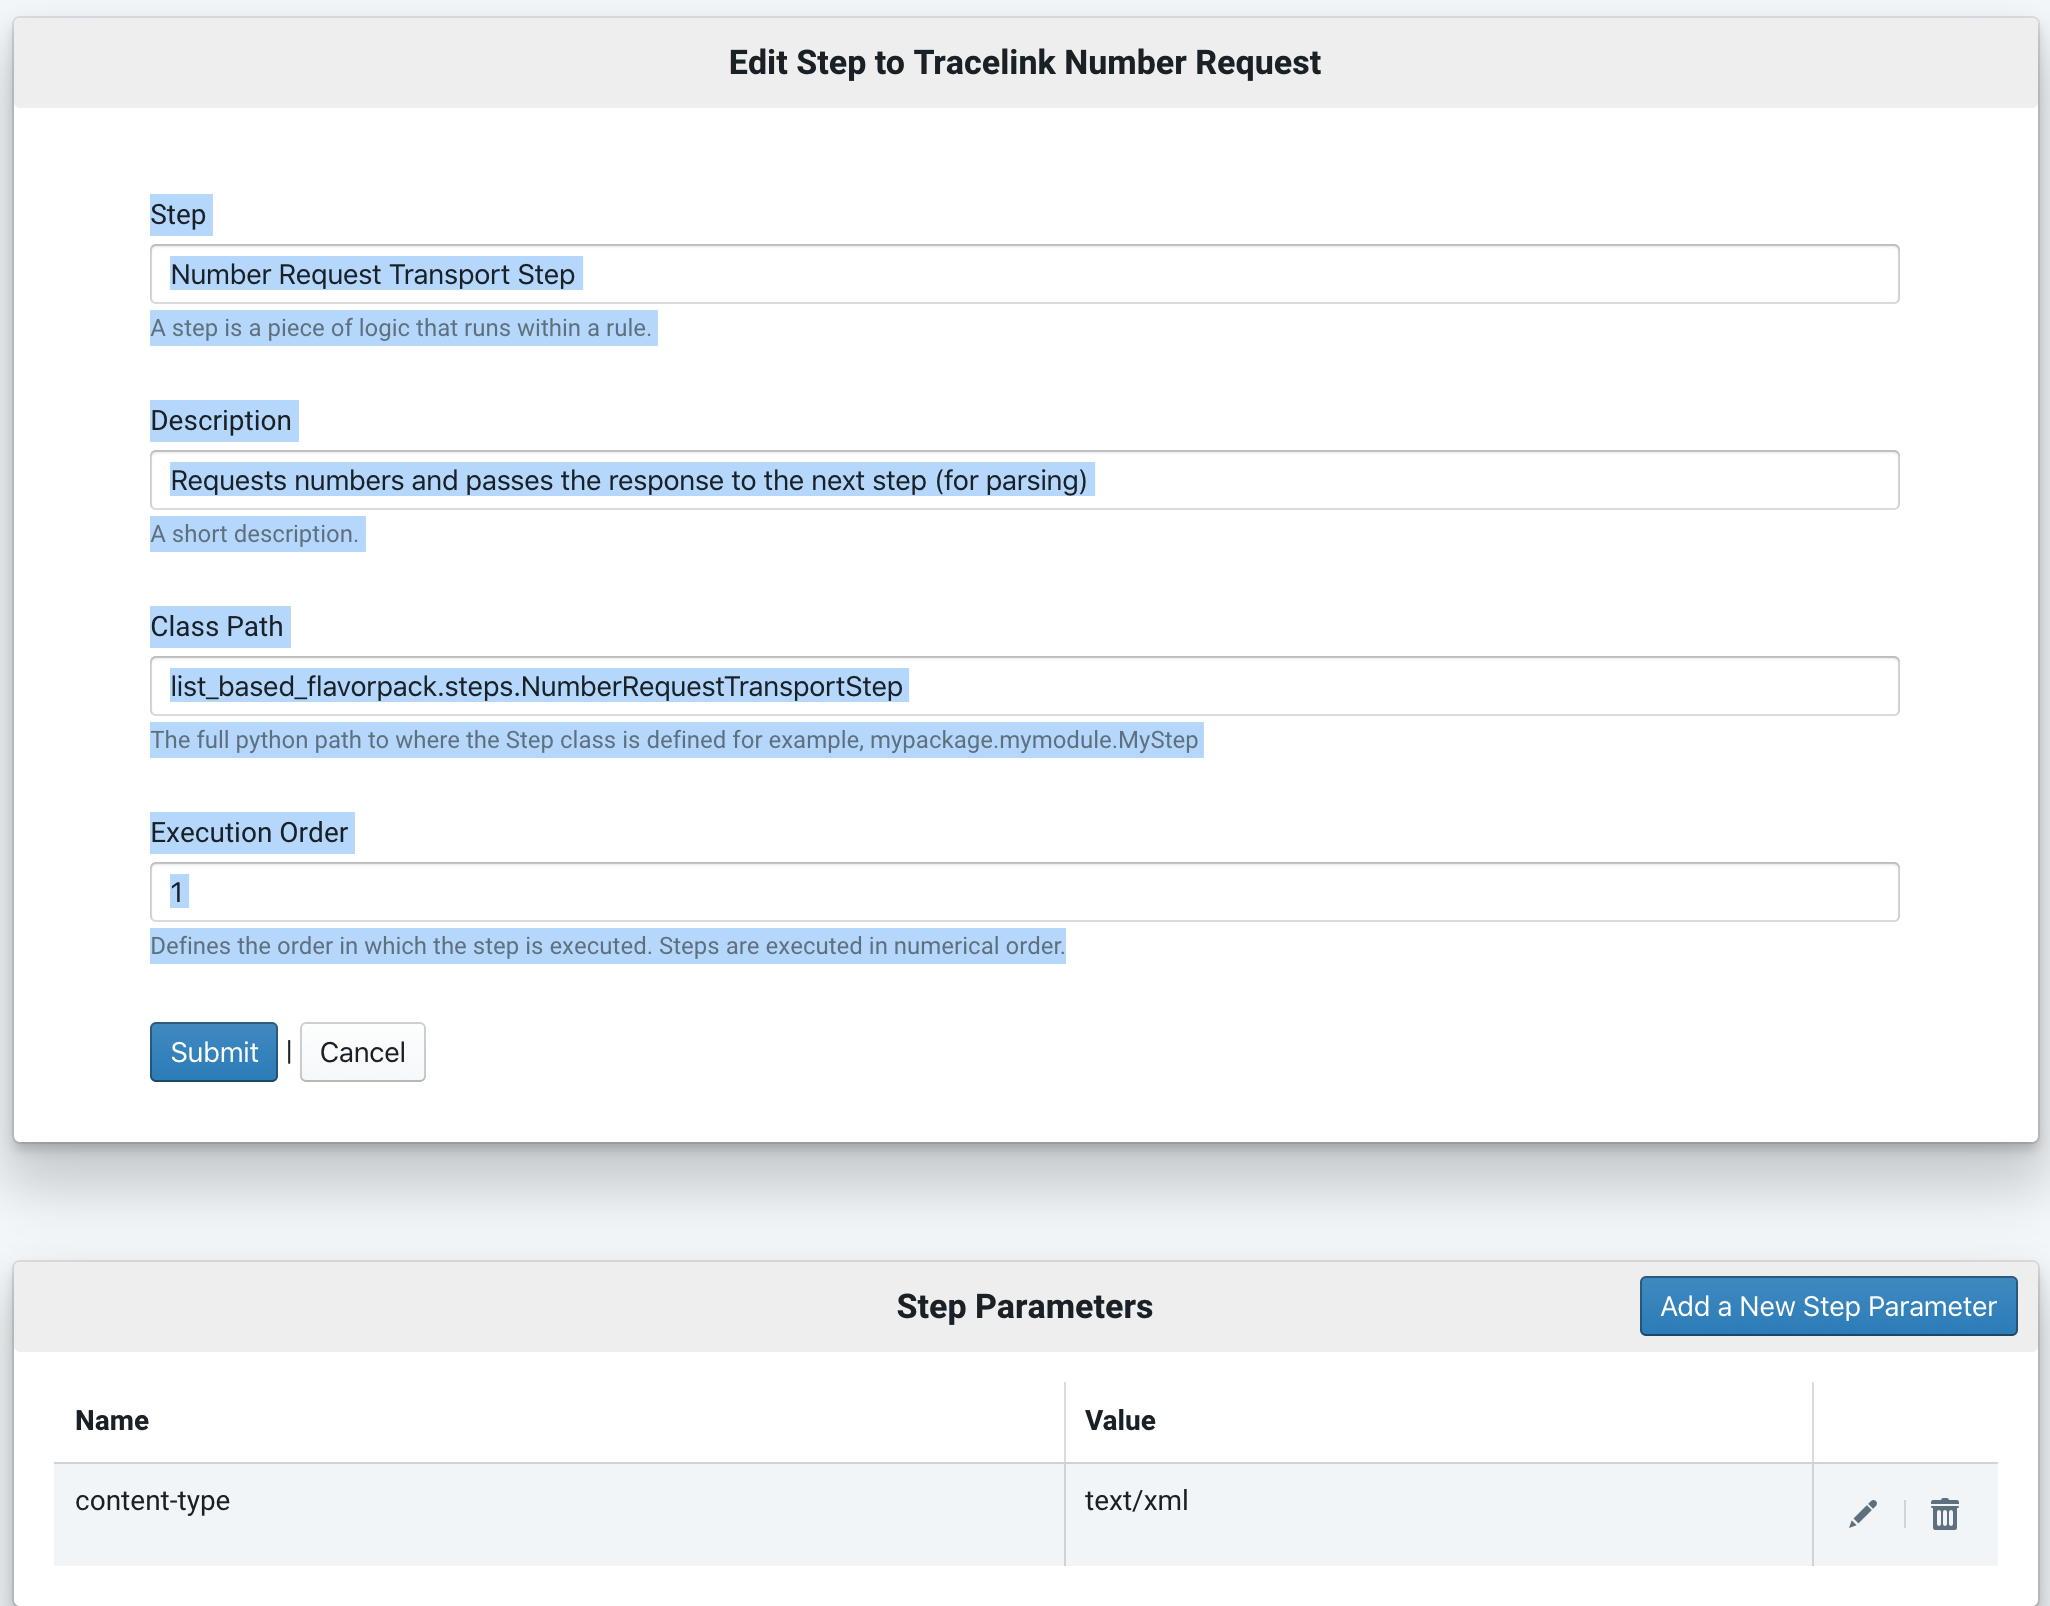 Edit Step to Tracelink Number Request
Step
Number Request Transport Step
A step is a piece of logic that runs within a rule.
Description
Requests numbers and passes the response to the next step (for parsing)
A short description.
Class Path
list_based_flavorpack.steps.NumberRequestTransportStep
The full python path to where the Step class is defined for example, mypackage.mymodule.MyStep
Execution Order
1
Defines the order in which the step is executed. Steps are executed in numerical order.
Submit | Cancel
Step Parameters
Add a New Step Parameter
Name Value
content-type text/xml